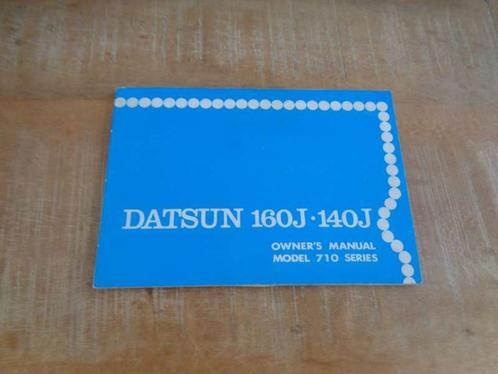 DATSUN 160J·140J
OWNER'S MANUAL
MODEL 710 SERIES